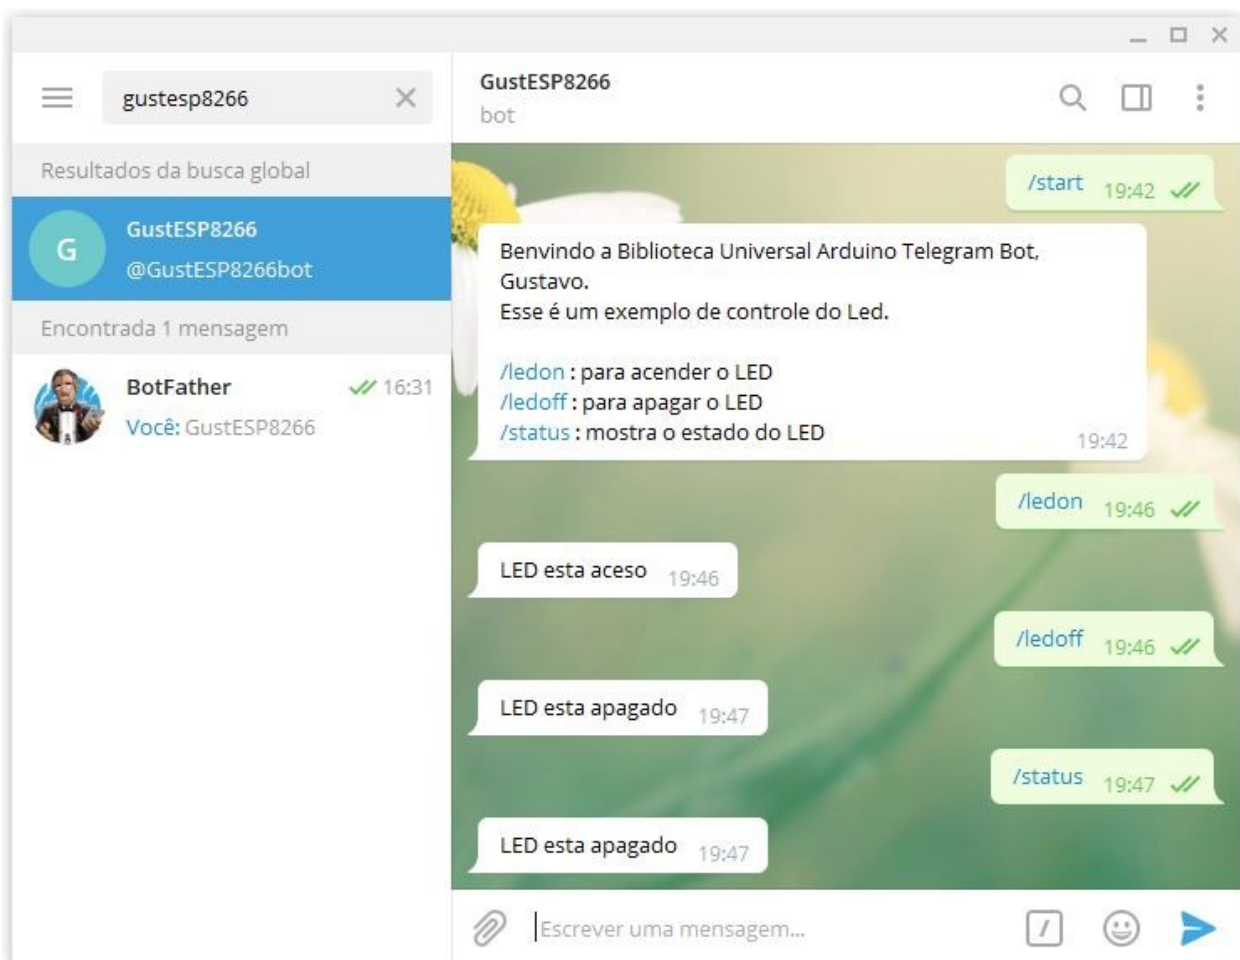 gustesp8266
Resultados da busca global
G
GustESP8266
@GustESP8266bot
Encontrada 1 mensagem
BotFather 16:31
Você: GustESP8266
GustESP8266
bot
/start 19:42
Benvindo a Biblioteca Universal Arduino Telegram Bot,
Gustavo.
Esse é um exemplo de controle do Led.
/ledon : para acender o LED
/ledoff : para apagar o LED
/status : mostra o estado do LED 19:42
/ledon 19:46
LED esta aceso 19:46
/ledoff 19:46
LED esta apagado 19:47
/status 19:47
LED esta apagado 19:47
Escrever uma mensagem...
/